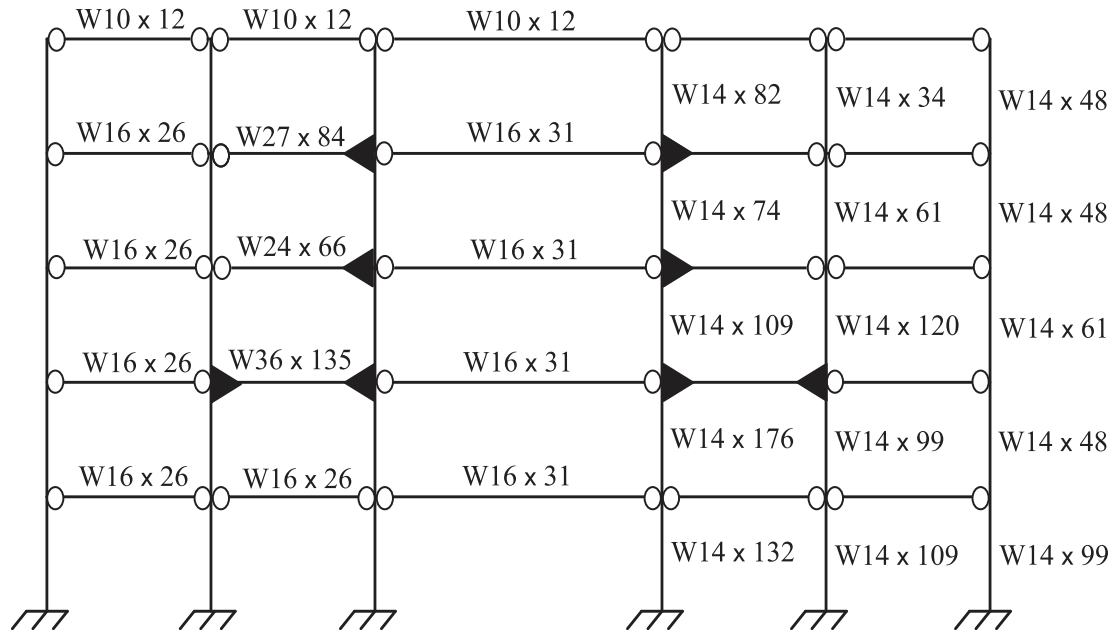 W10 x 12 W10 x 12 W10 x 12
W14 x 82 W14 x 34 W14 x 48
W16 x 26 W27 x 84 W16 x 31
W14 x 74 W14 x 61 W14 x 48
W16 x 26 W24 x 66 W16 x 31
W14 x 109 W14 x 120 W14 x 61
W16 x 26 W36 x 135 W16 x 31
W14 x 176 W14 x 99 W14 x 48
W16 x 26 W16 x 26 W16 x 31
W14 x 132 W14 x 109 W14 x 99